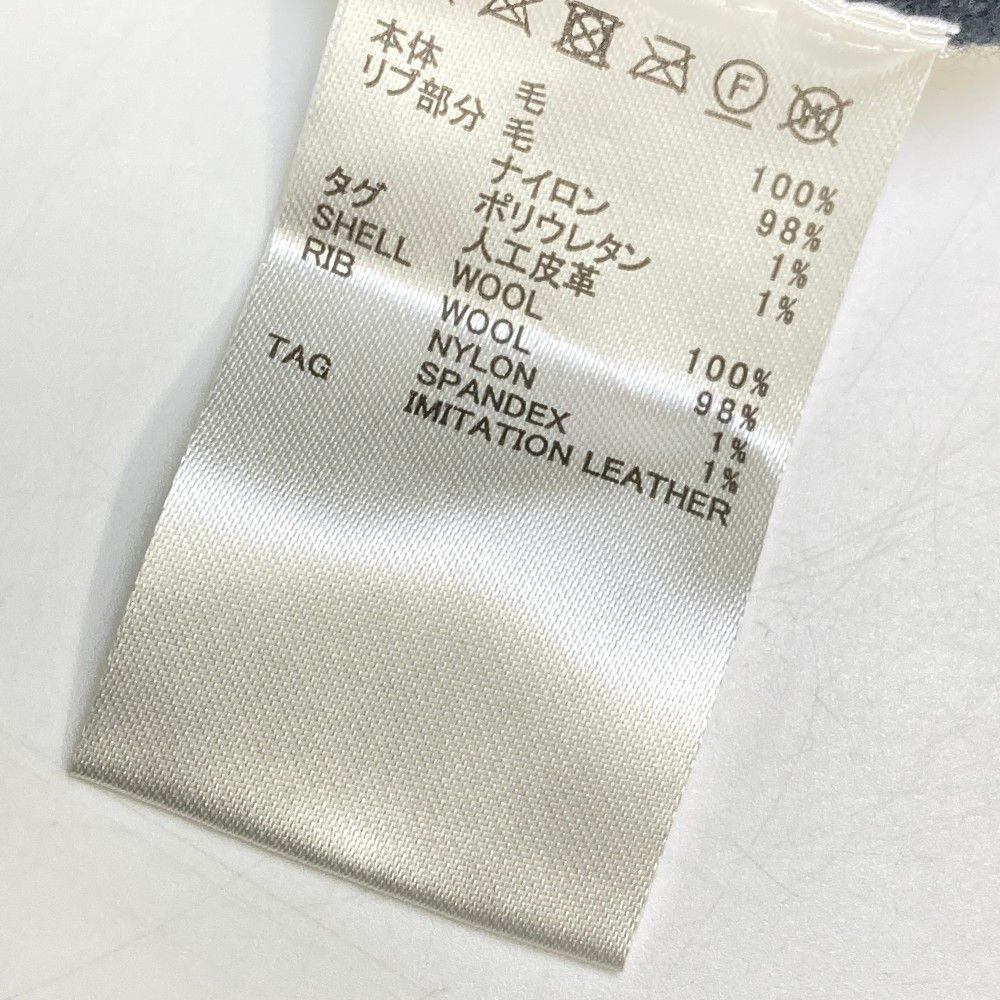 F W
本体 毛 100%
リブ部分 毛 98%
ナイロン 1%
ポリウレタン 1%
タグ 人工皮革
SHELL WOOL 100%
RIB WOOL 98%
NYLON 1%
SPANDEX 1%
TAG IMITATION LEATHER